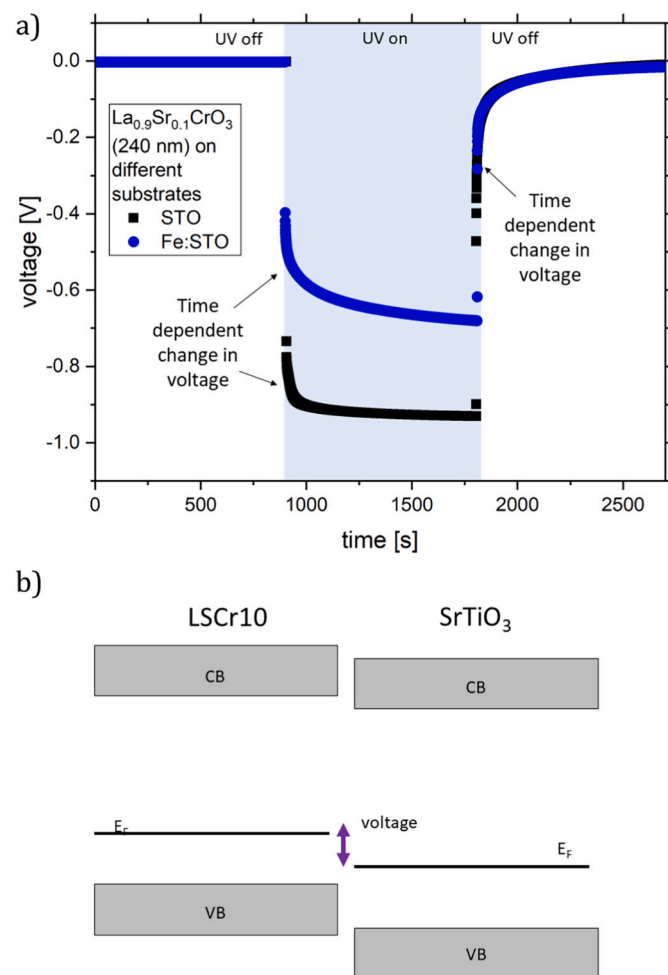 a)
UV off
UV on
UV off
0.0
-0.2
-0.4
-0.6
-0.8
-1.0
voltage [V]
La0.9Sr0.1CrO3
(240 nm) on
different
substrates
STO
Fe:STO
Time
dependent
change in
voltage
Time
dependent
change in
voltage
0
500
1000
1500
2000
2500
time [s]
b)
LSCr10
SrTiO3
CB
CB
EF
voltage
EF
VB
VB